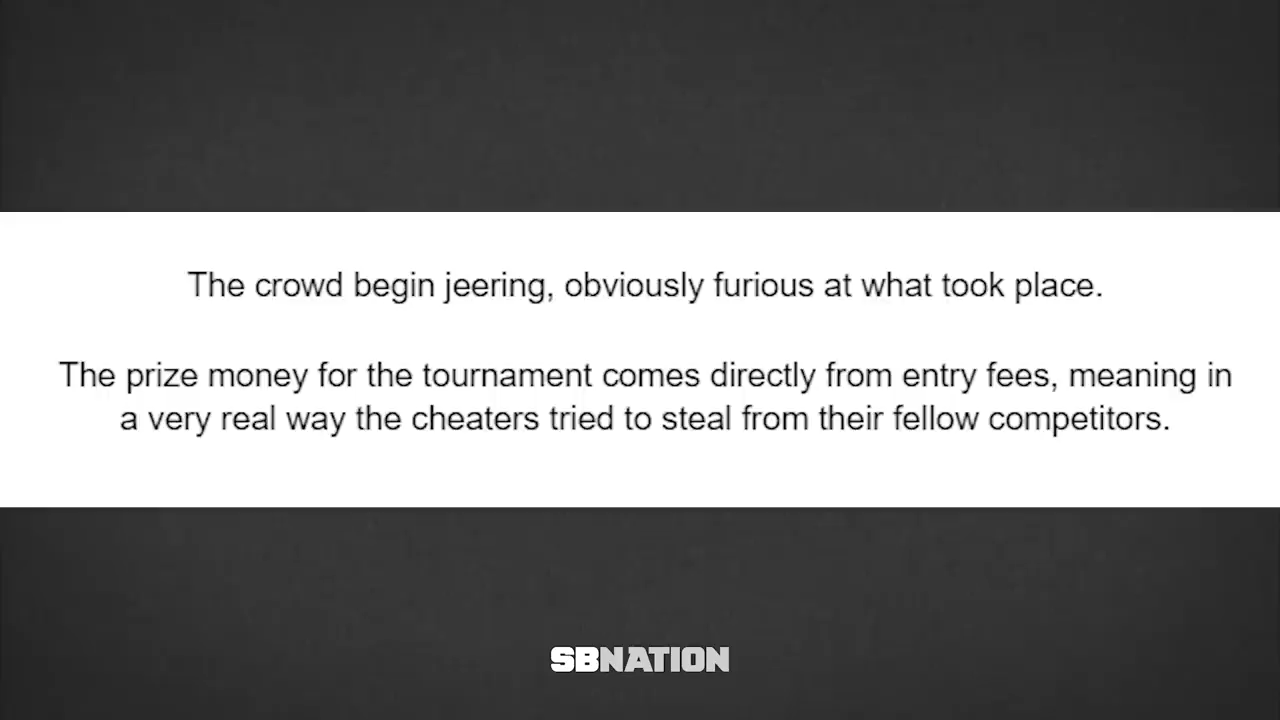 The crowd begin jeering, obviously furious at what took place.
The prize money for the tournament comes directly from entry fees, meaning in
a very real way the cheaters tried to steal from their fellow competitors.
SBNATION